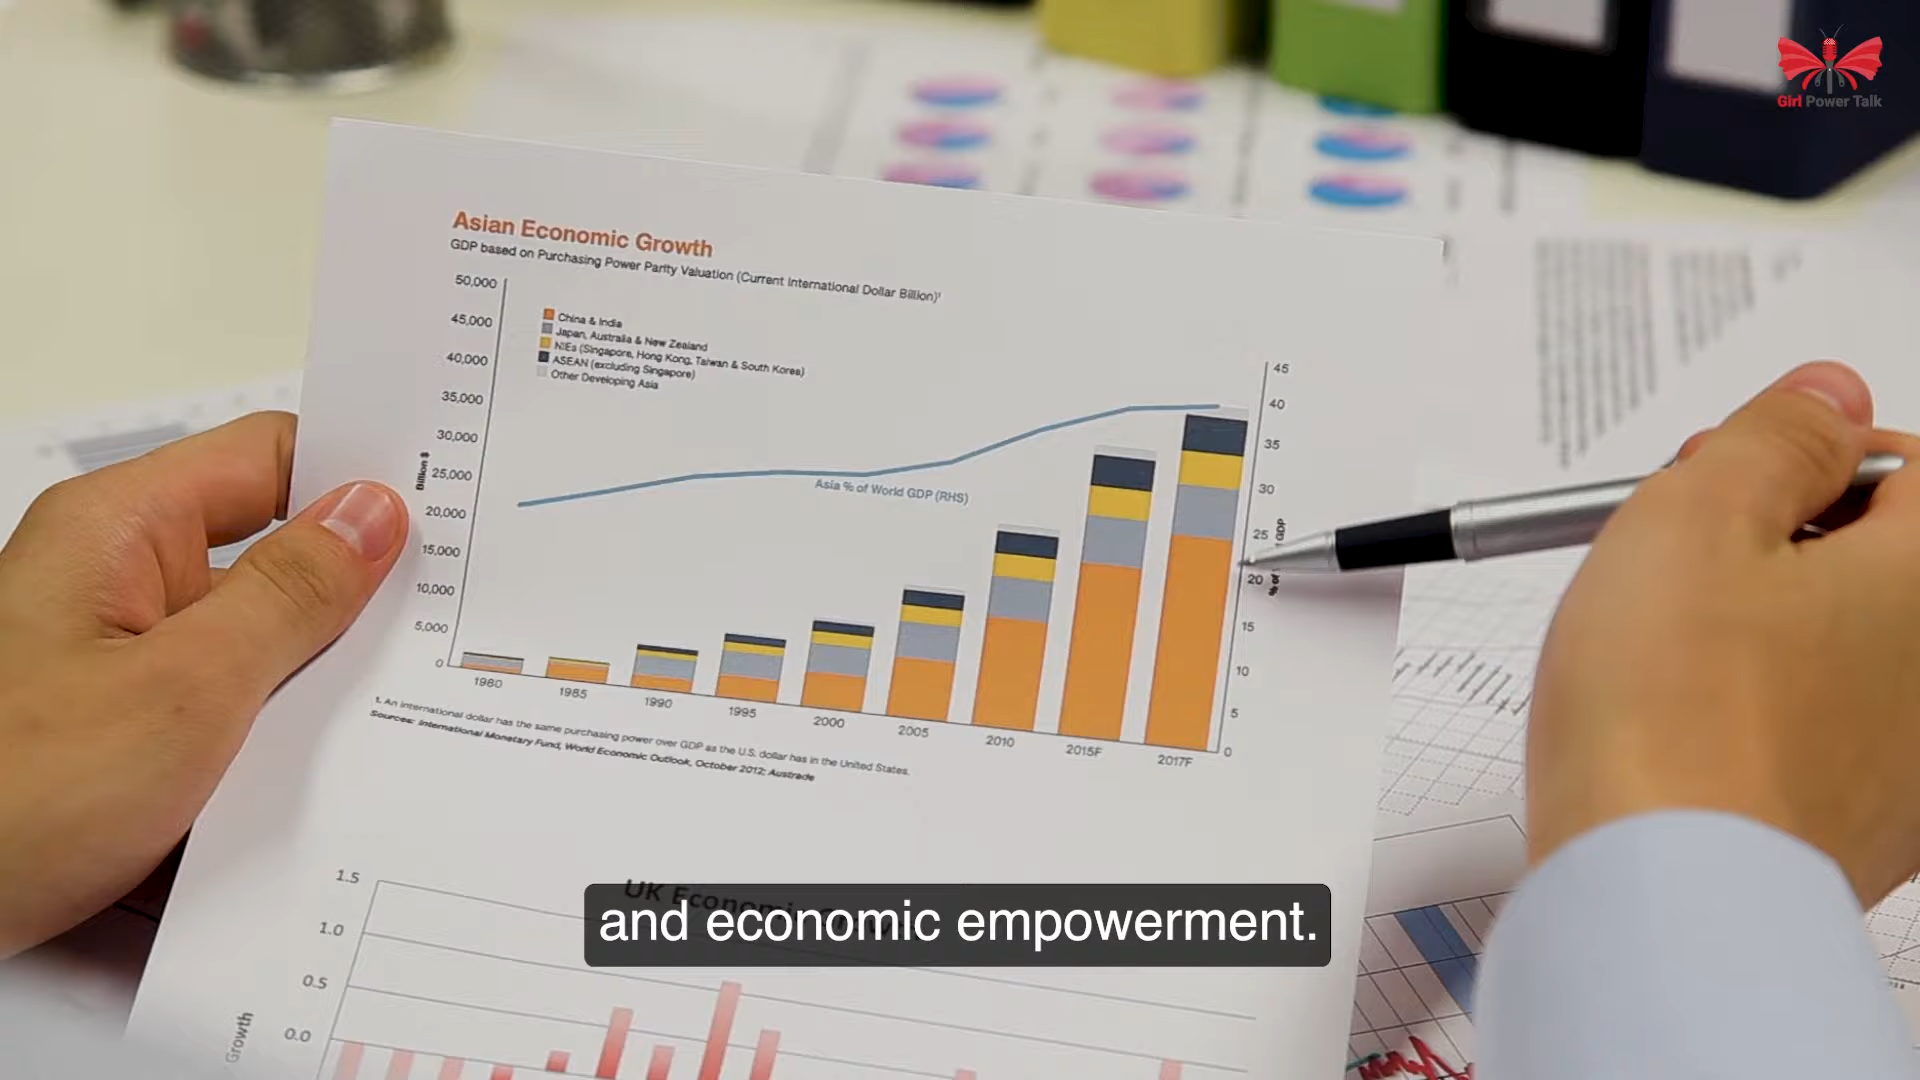 Girl Power Talk
Asian Economic Growth
GDP based on Purchasing Power Parity Valuation (Current International Dollar Billion)¹
50,000
45,000
40,000
35,000
30,000
25,000
20,000
15,000
10,000
5,000
0
Billion $
China & India
Japan, Australia & New Zealand
NIEs (Singapore, Hong Kong, Taiwan & South Korea)
ASEAN (excluding Singapore)
Other Developing Asia
Asia % of World GDP (RHS)
45
40
35
30
25
20
15
10
5
0
% of
GDP
1980
1985
1990
1995
2000
2005
2010
2015F
2017F
1. An international dollar has the same purchasing power over GDP as the U.S. dollar has in the United States.
Sources: International Monetary Fund, World Economic Outlook, October 2012; Austrade
UK Economic Growth
1.5
1.0
0.5
0.0
Growth
and economic empowerment.